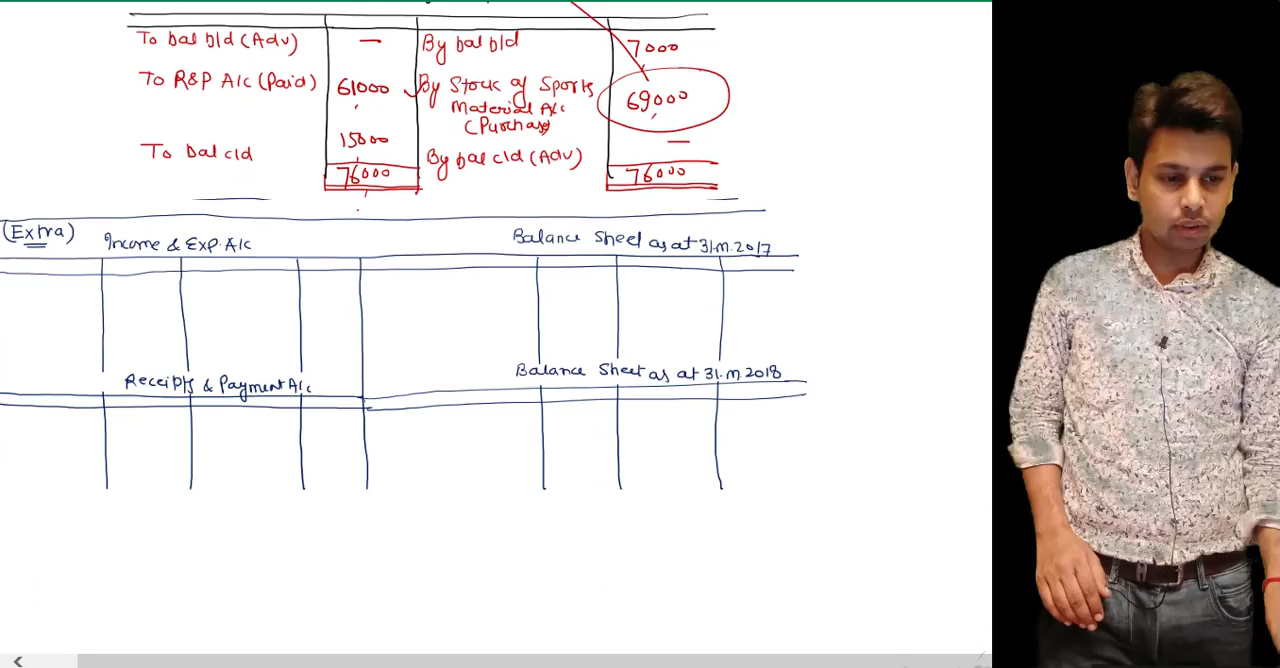 To bal b/d (Adv) — By bal b/d 7000
To R&P A/c (Paid) 61000 By Stock of Sports 69000
Material A/c
(Purchase)
15000 —
To bal c/d By bal c/d (Adv)
76000 76000
(Extra) Income & Exp. A/c Balance Sheet as at 31.M.2017
Receipts & Payment A/c Balance Sheet as at 31.M 2018